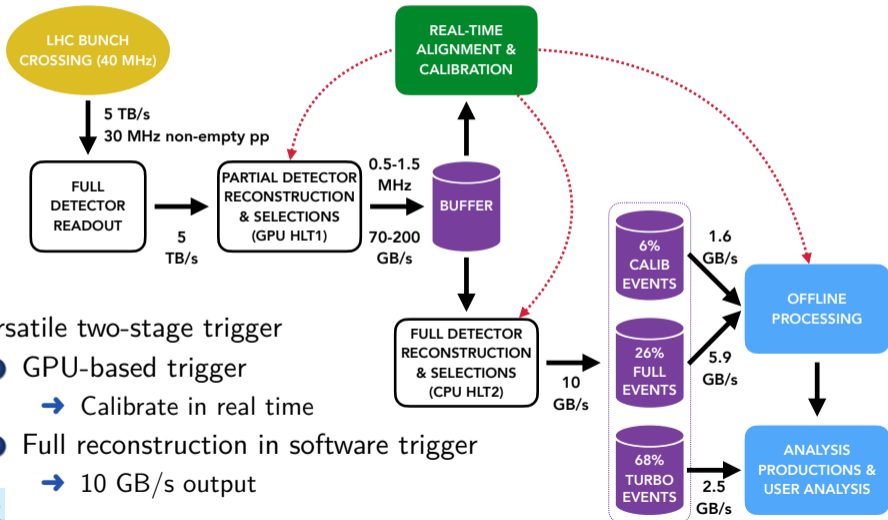 LHC BUNCH
CROSSING (40 MHz)
REAL-TIME
ALIGNMENT &
CALIBRATION
5 TB/s
30 MHz non-empty pp
FULL
DETECTOR
READOUT
5
TB/s
PARTIAL DETECTOR
RECONSTRUCTION
& SELECTIONS
(GPU HLT1)
0.5-1.5
MHz
70-200
GB/s
BUFFER
FULL DETECTOR
RECONSTRUCTION
& SELECTIONS
(CPU HLT2)
10
GB/s
6%
CALIB
EVENTS
26%
FULL
EVENTS
68%
TURBO
EVENTS
1.6
GB/s
5.9
GB/s
2.5
GB/s
OFFLINE
PROCESSING
ANALYSIS
PRODUCTIONS &
USER ANALYSIS
rsatile two-stage trigger
GPU-based trigger
➔ Calibrate in real time
Full reconstruction in software trigger
➔ 10 GB/s output